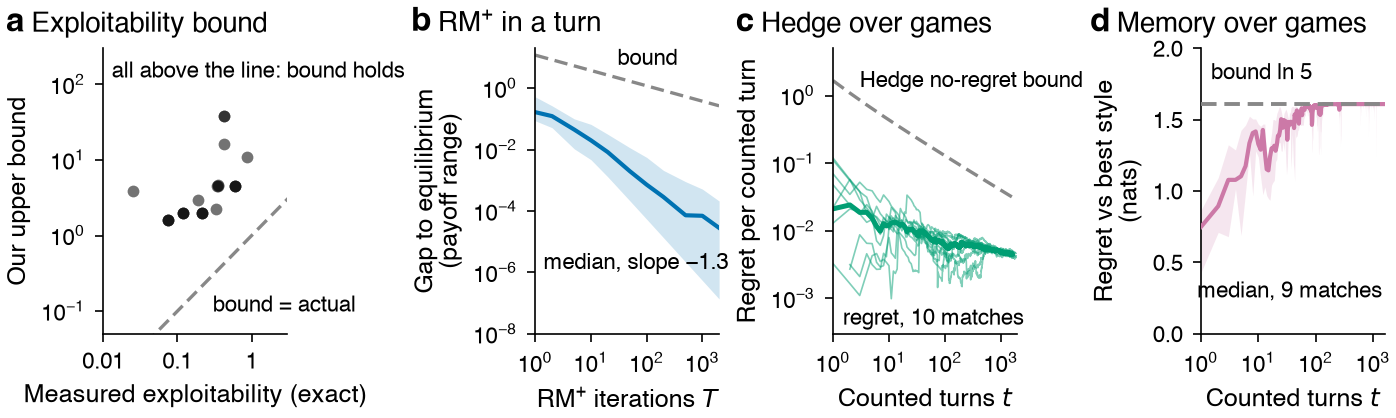 a Exploitability bound
all above the line: bound holds
bound = actual
Our upper bound
10²
10¹
10⁰
10⁻¹
0.01
0.1
1
Measured exploitability (exact)
b RM⁺ in a turn
bound
median, slope −1.3
Gap to equilibrium
(payoff range)
10⁰
10⁻²
10⁻⁴
10⁻⁶
10⁻⁸
10⁰
10¹
10²
10³
RM⁺ iterations T
c Hedge over games
Hedge no-regret bound
regret, 10 matches
Regret per counted turn
10⁰
10⁻¹
10⁻²
10⁻³
10⁰
10¹
10²
10³
Counted turns t
d Memory over games
bound ln 5
median, 9 matches
Regret vs best style
(nats)
2.0
1.5
1.0
0.5
0.0
10⁰
10¹
10²
10³
Counted turns t